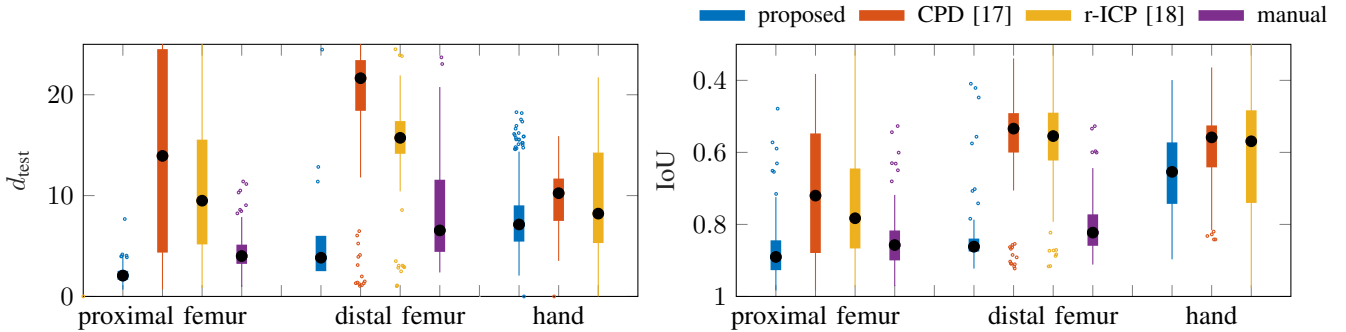 proposed CPD [17] r-ICP [18] manual
d_test
20
10
0
proximal femur distal femur hand
IoU
0.4
0.6
0.8
1
proximal femur distal femur hand